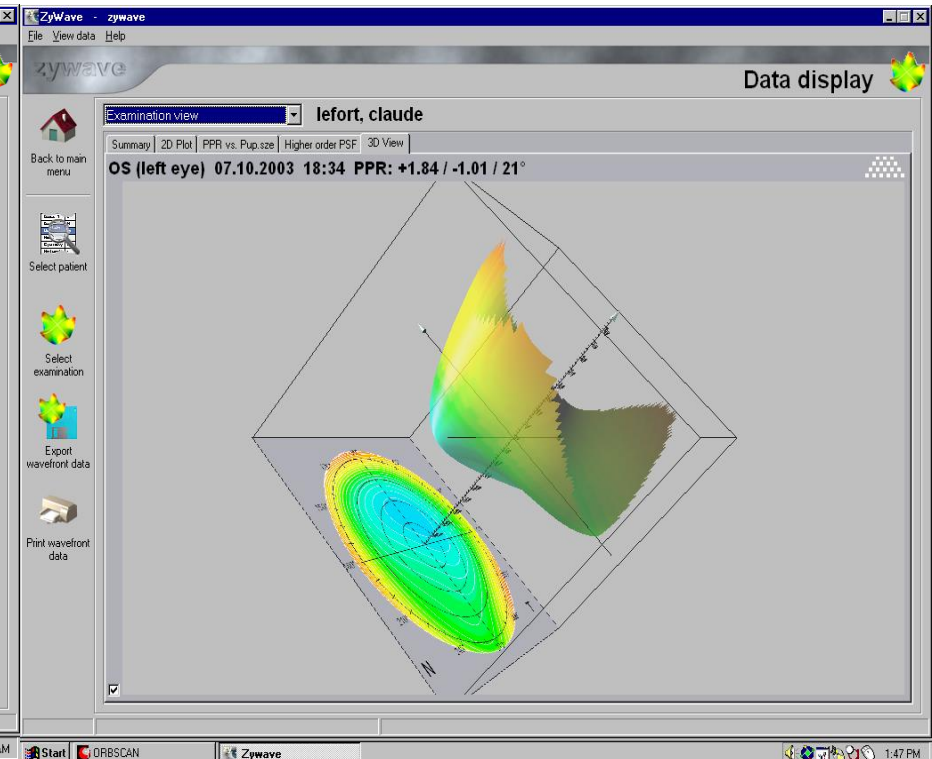 ZyWave - zywave
File View data Help
zywave
Data display
Examination view
lefort, claude
Summary
2D Plot
PPR vs. Pup.sze
Higher order PSF
3D View
OS (left eye) 07.10.2003 18:34 PPR: +1.84 / -1.01 / 21°
Back to main
menu
Select patient
Select
examination
Export
wavefront data
Print wavefront
data
T
N
AM
Start
ORBSCAN
Zywave
1:47 PM